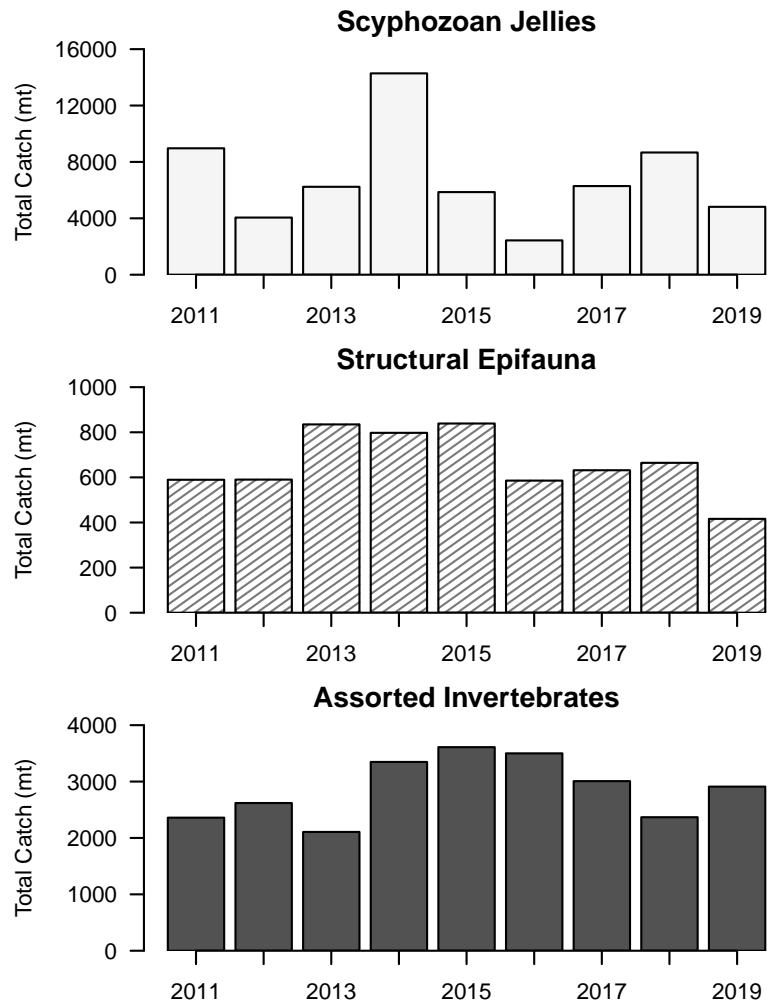 Scyphozoan Jellies
Total Catch (mt)
16000
12000
8000
4000
0
2011 2013 2015 2017 2019
Structural Epifauna
Total Catch (mt)
1000
800
600
400
200
0
2011 2013 2015 2017 2019
Assorted Invertebrates
Total Catch (mt)
4000
3000
2000
1000
0
2011 2013 2015 2017 2019